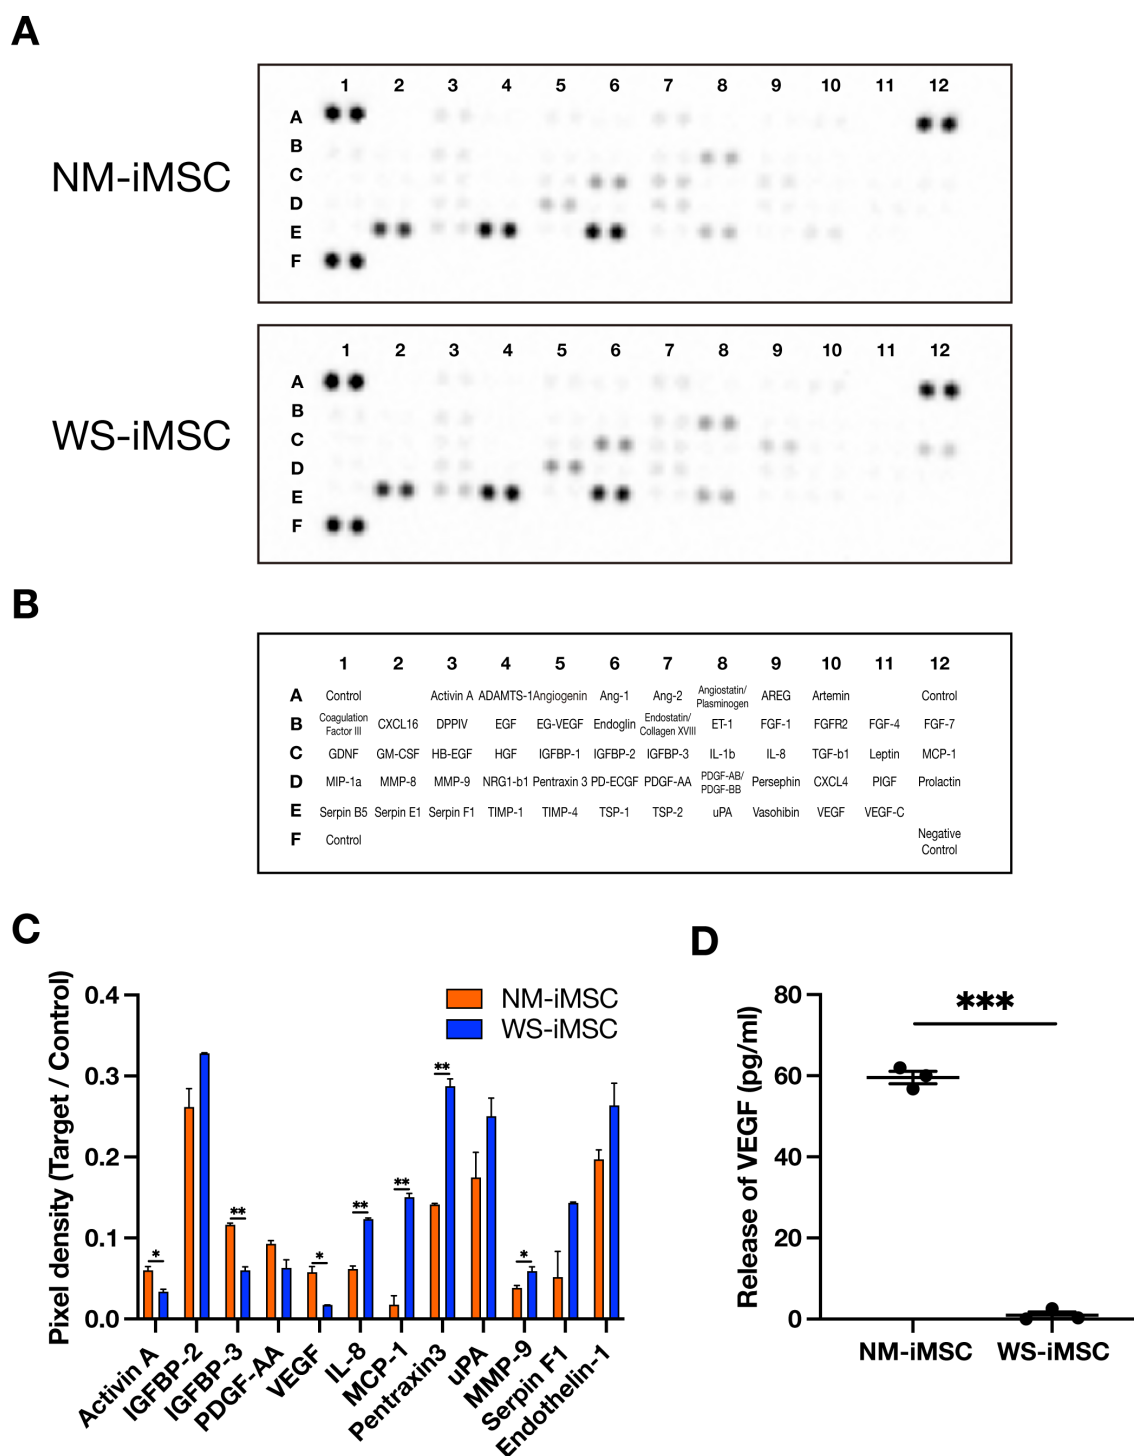 A
1 2 3 4 5 6 7 8 9 10 11 12
A
B
C
D
E
F
NM-iMSC
1 2 3 4 5 6 7 8 9 10 11 12
A
B
C
D
E
F
WS-iMSC
B
1 2 3 4 5 6 7 8 9 10 11 12
A Control Activin A ADAMTS-1 Angiogenin Ang-1 Ang-2 Angiostatin/ Plasminogen AREG Artemin Control
B Coagulation Factor III CXCL16 DPPIV EGF EG-VEGF Endoglin Endostatin/ Collagen XVIII ET-1 FGF-1 FGFR2 FGF-4 FGF-7
C GDNF GM-CSF HB-EGF HGF IGFBP-1 IGFBP-2 IGFBP-3 IL-1b IL-8 TGF-b1 Leptin MCP-1
D MIP-1a MMP-8 MMP-9 NRG1-b1 Pentraxin 3 PD-ECGF PDGF-AA PDGF-AB/ PDGF-BB Persephin CXCL4 PIGF Prolactin
E Serpin B5 Serpin E1 Serpin F1 TIMP-1 TIMP-4 TSP-1 TSP-2 uPA Vasohibin VEGF VEGF-C
F Control Negative Control
C
Pixel density (Target / Control)
0.4
0.3
0.2
0.1
0.0
NM-iMSC
WS-iMSC
* ** * ** ** ** *
Activin A
IGFBP-2
IGFBP-3
PDGF-AA
VEGF
IL-8
MCP-1
Pentraxin3
uPA
MMP-9
Serpin F1
Endothelin-1
D
Release of VEGF (pg/ml)
80
60
40
20
0
***
NM-iMSC WS-iMSC